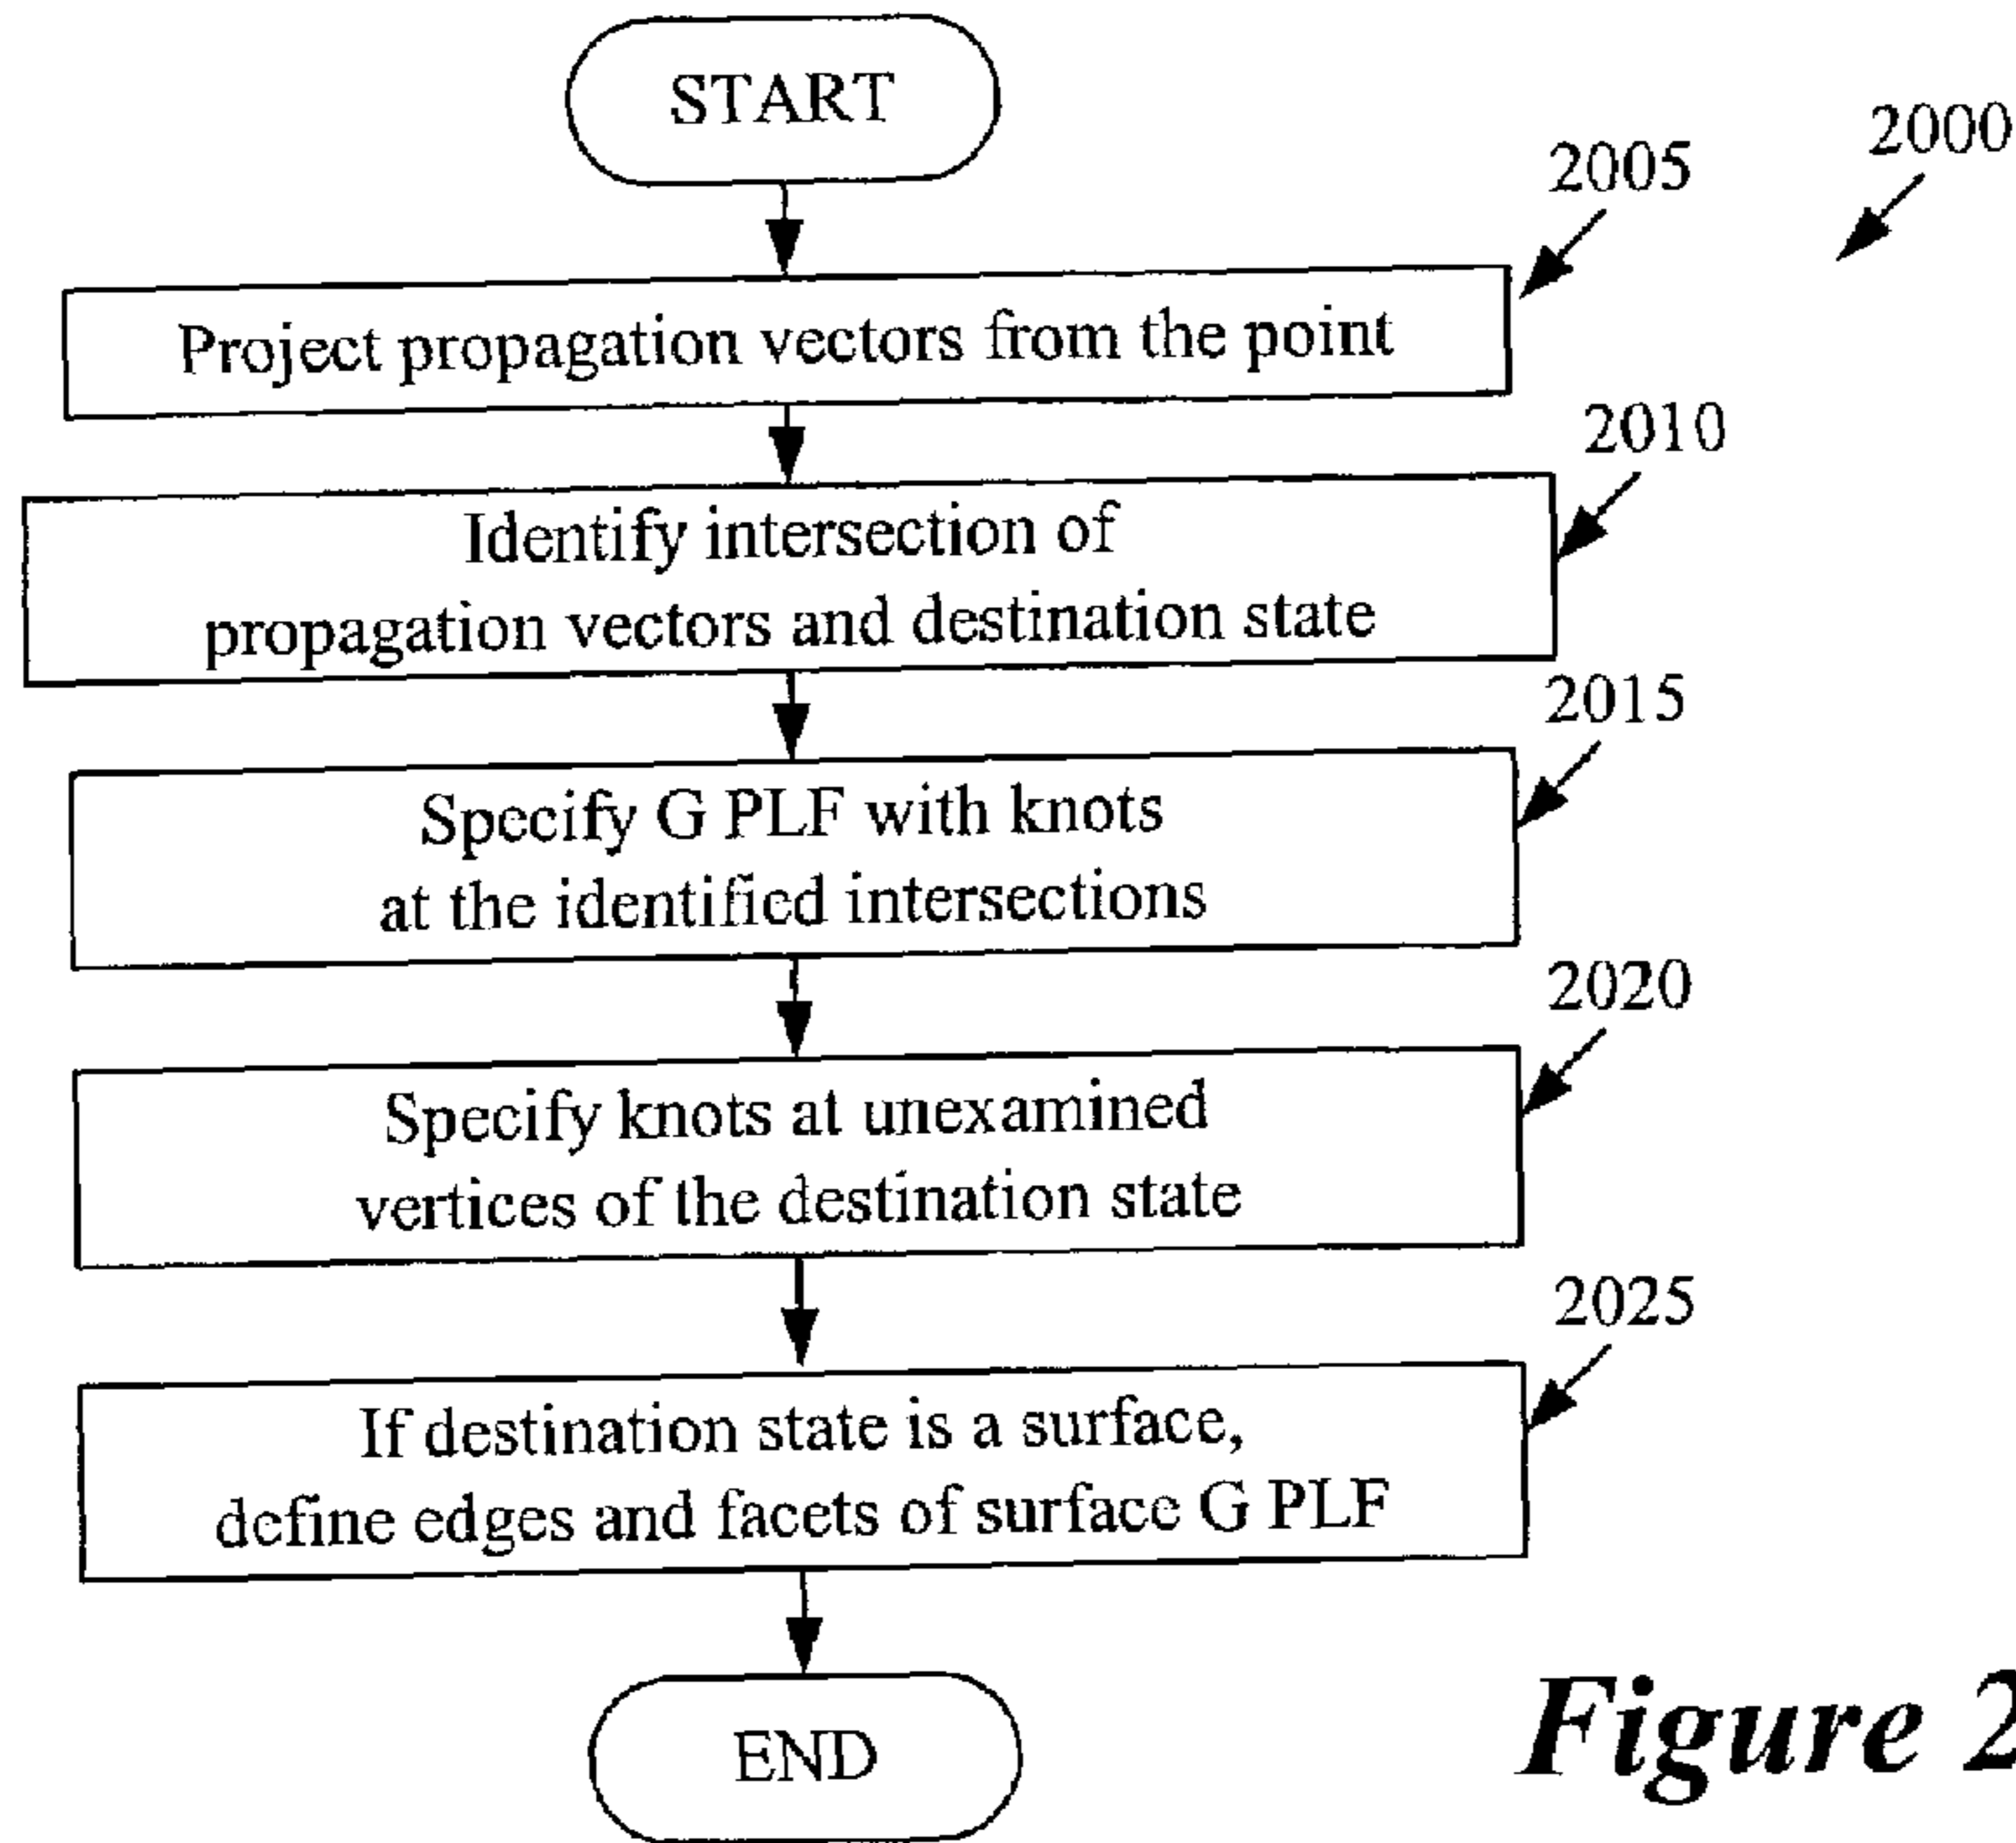 START
2000
2005
Project propagation vectors from the point
2010
Identify intersection of
propagation vectors and destination state
2015
Specify G PLF with knots
at the identified intersections
2020
Specify knots at unexamined
vertices of the destination state
2025
If destination state is a surface,
define edges and facets of surface G PLF
END
Figure 2